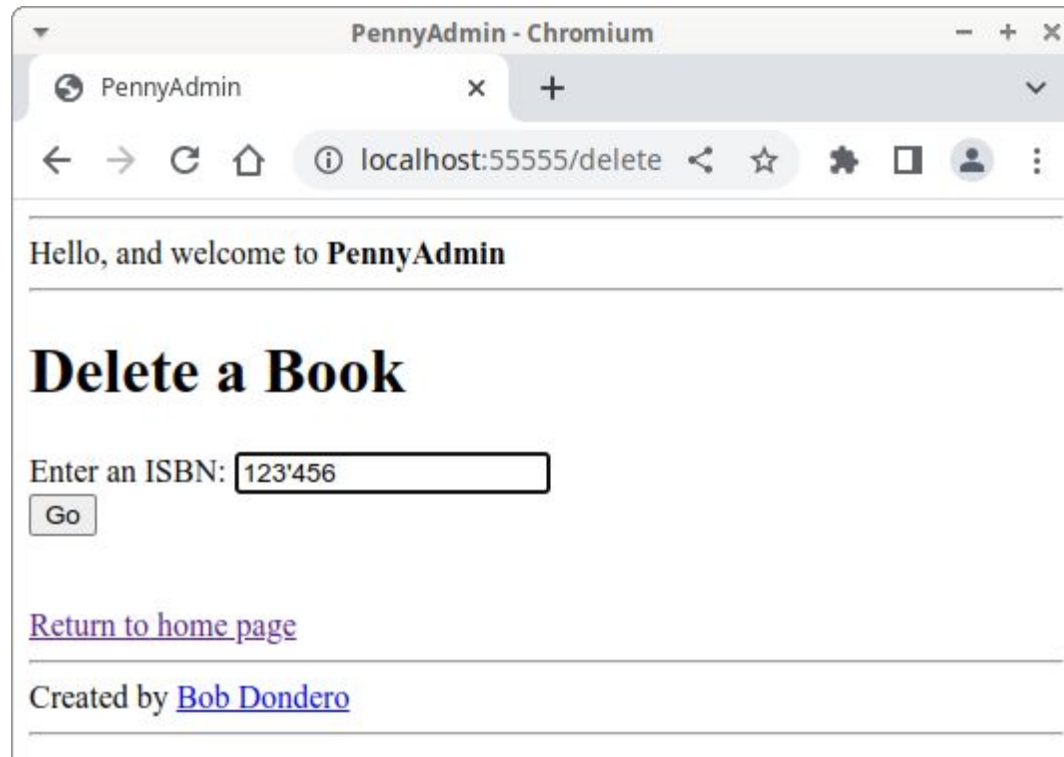 PennyAdmin - Chromium
PennyAdmin
localhost:55555/delete
Hello, and welcome to PennyAdmin
Delete a Book
Enter an ISBN: 123'456
Go
Return to home page
Created by Bob Dondero